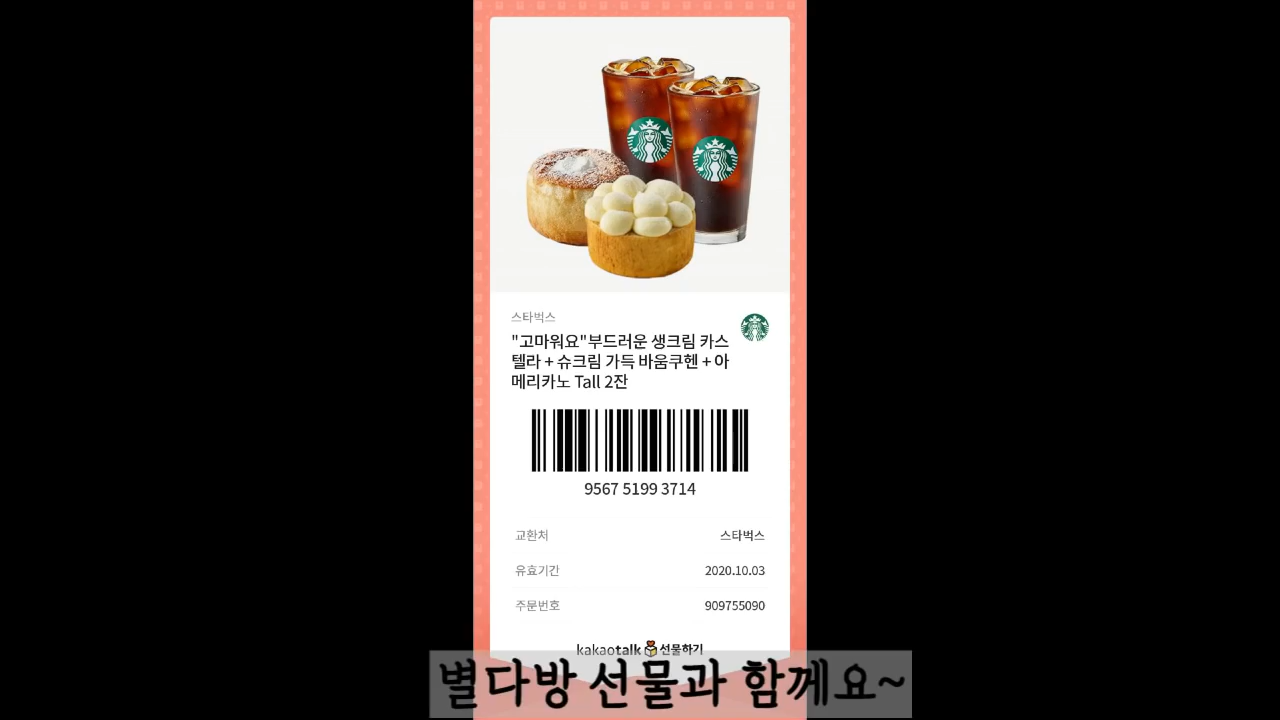 스타벅스
"고마워요"부드러운 생크림 카스
텔라 + 슈크림 가득 바움쿠헨 + 아
메리카노 Tall 2잔
9567 5199 3714
교환처 스타벅스
유효기간 2020.10.03
주문번호 909755090
kakaotalk 선물하기
별다방 선물과 함께요~